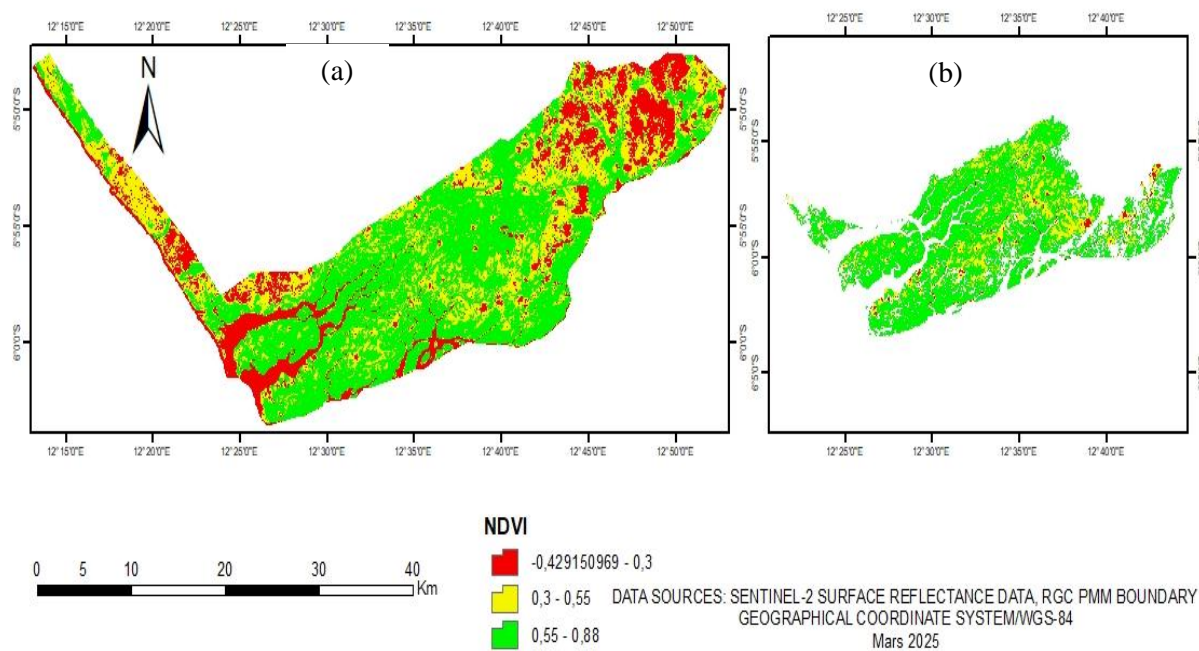 12°15'0"E 12°20'0"E 12°25'0"E 12°30'0"E 12°35'0"E 12°40'0"E 12°45'0"E 12°50'0"E
12°25'0"E 12°30'0"E 12°35'0"E 12°40'0"E
N
(a)
(b)
5°50'0"S
5°55'0"S
6°0'0"S
5°50'0"S
5°55'0"S
6°0'0"S
5°55'0"S
6°0'0"S
6°5'0"S
12°15'0"E 12°20'0"E 12°25'0"E 12°30'0"E 12°35'0"E 12°40'0"E 12°45'0"E 12°50'0"E
12°25'0"E 12°30'0"E 12°35'0"E 12°40'0"E
NDVI
-0,429150969 - 0,3
0,3 - 0,55
0,55 - 0,88
0 5 10 20 30 40
Km
DATA SOURCES: SENTINEL-2 SURFACE REFLECTANCE DATA, RGC PMM BOUNDARY
GEOGRAPHICAL COORDINATE SYSTEM/WGS-84
Mars 2025